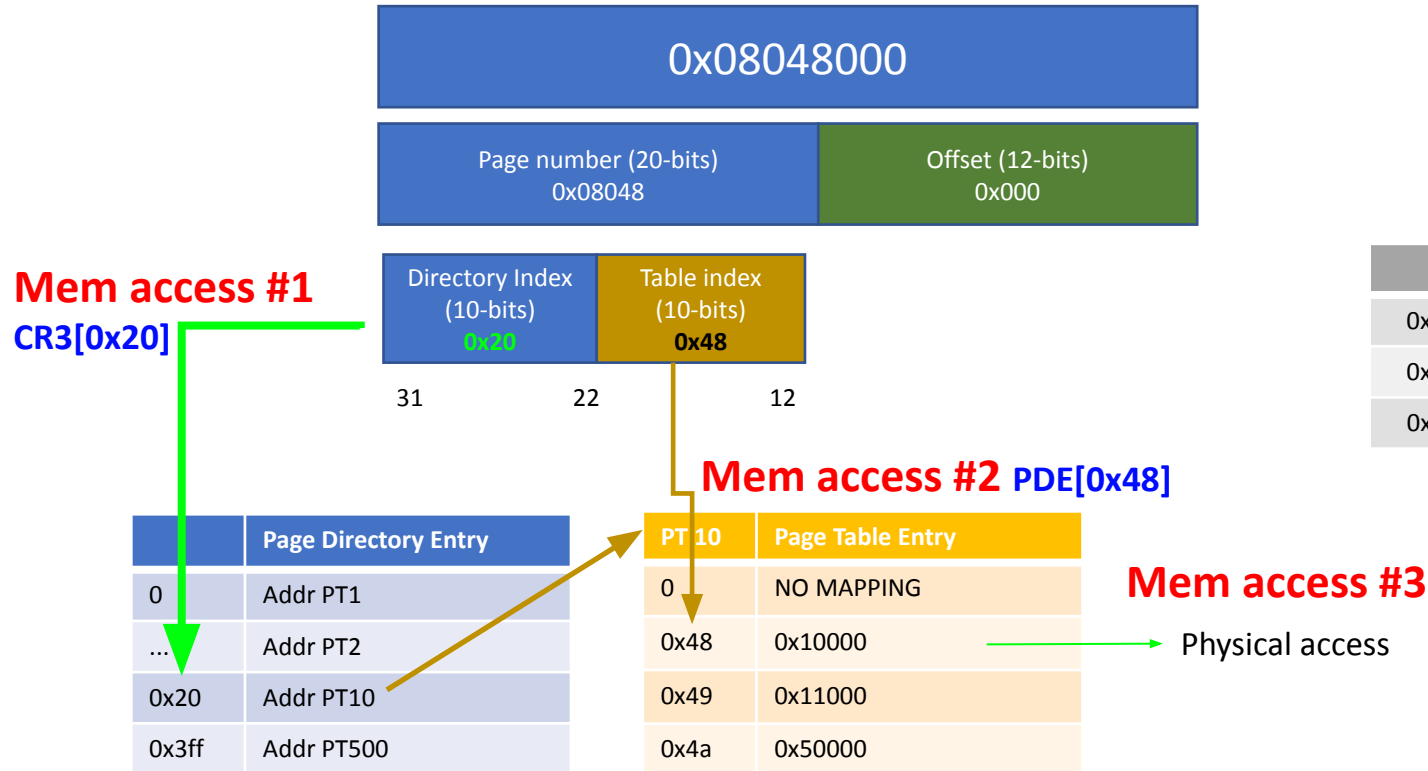 0x08048000
Page number (20-bits)
0x08048
Offset (12-bits)
0x000
Mem access #1
CR3[0x20]
Directory Index
(10-bits)
0x20
Table index
(10-bits)
0x48
31
22
12
0x
0x
0x
Mem access #2 PDE[0x48]
Page Directory Entry
0 Addr PT1
... Addr PT2
0x20 Addr PT10
0x3ff Addr PT500
PT 10 Page Table Entry
0 NO MAPPING
0x48 0x10000
0x49 0x11000
0x4a 0x50000
Mem access #3
Physical access